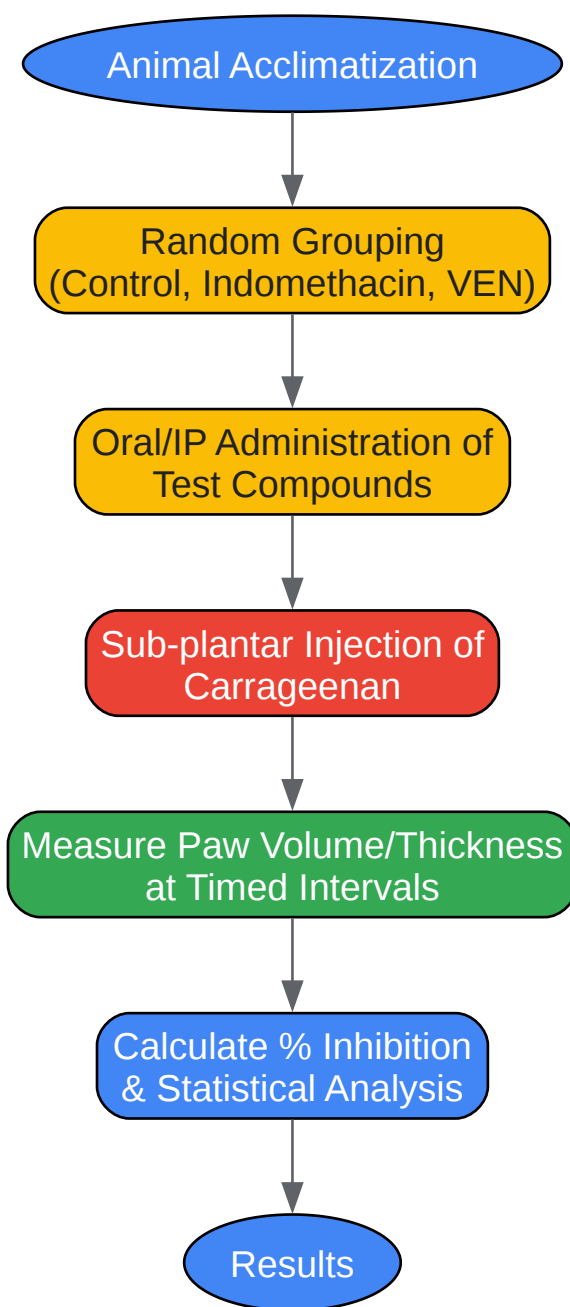 Animal Acclimatization
Random Grouping
(Control, Indomethacin, VEN)
Oral/IP Administration of
Test Compounds
Sub-plantar Injection of
Carrageenan
Measure Paw Volume/Thickness
at Timed Intervals
Calculate % Inhibition
& Statistical Analysis
Results